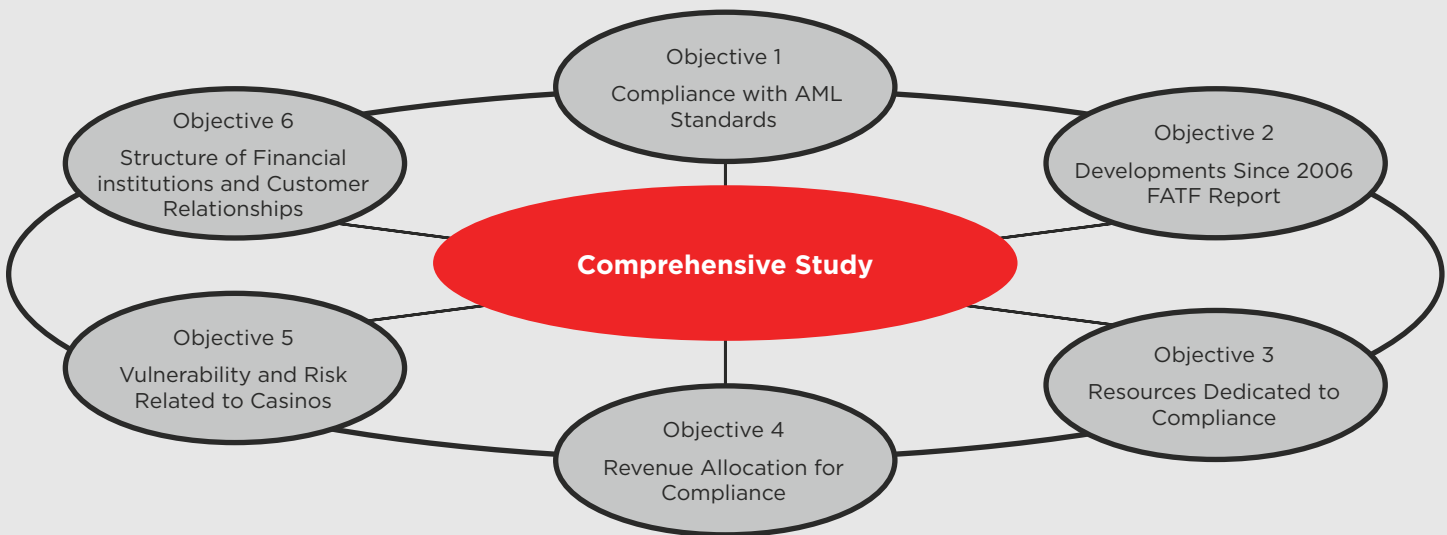 Objective 1
Compliance with AML
Standards
Objective 2
Developments Since 2006
FATF Report
Objective 3
Resources Dedicated to
Compliance
Objective 4
Revenue Allocation for
Compliance
Objective 5
Vulnerability and Risk
Related to Casinos
Objective 6
Structure of Financial
institutions and Customer
Relationships
Comprehensive Study